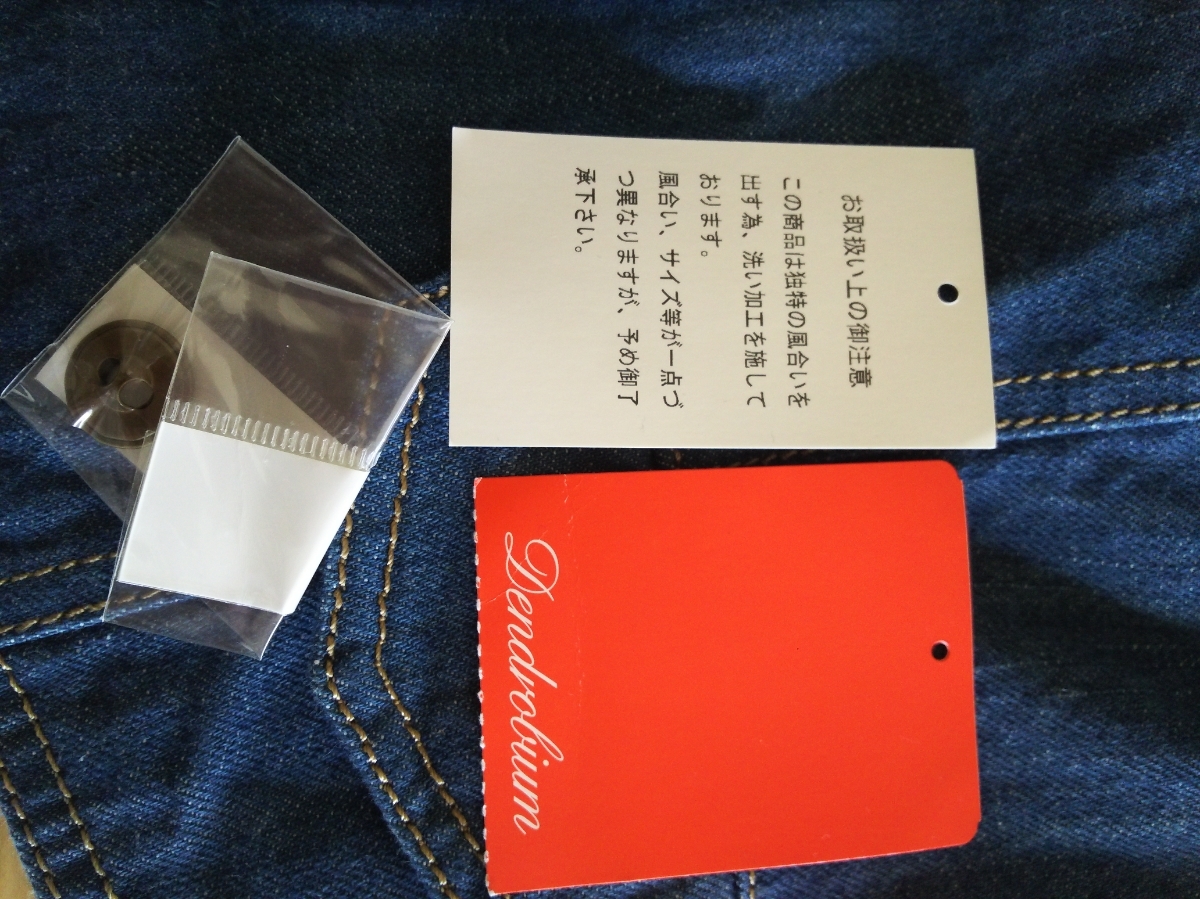 お取扱い上の御注意
この商品は独特の風合いを
出す為、洗い加工を施して
おります。
風合い、サイズ等が一点づ
つ異なりますが、予め御了
承下さい。
Dendrobium